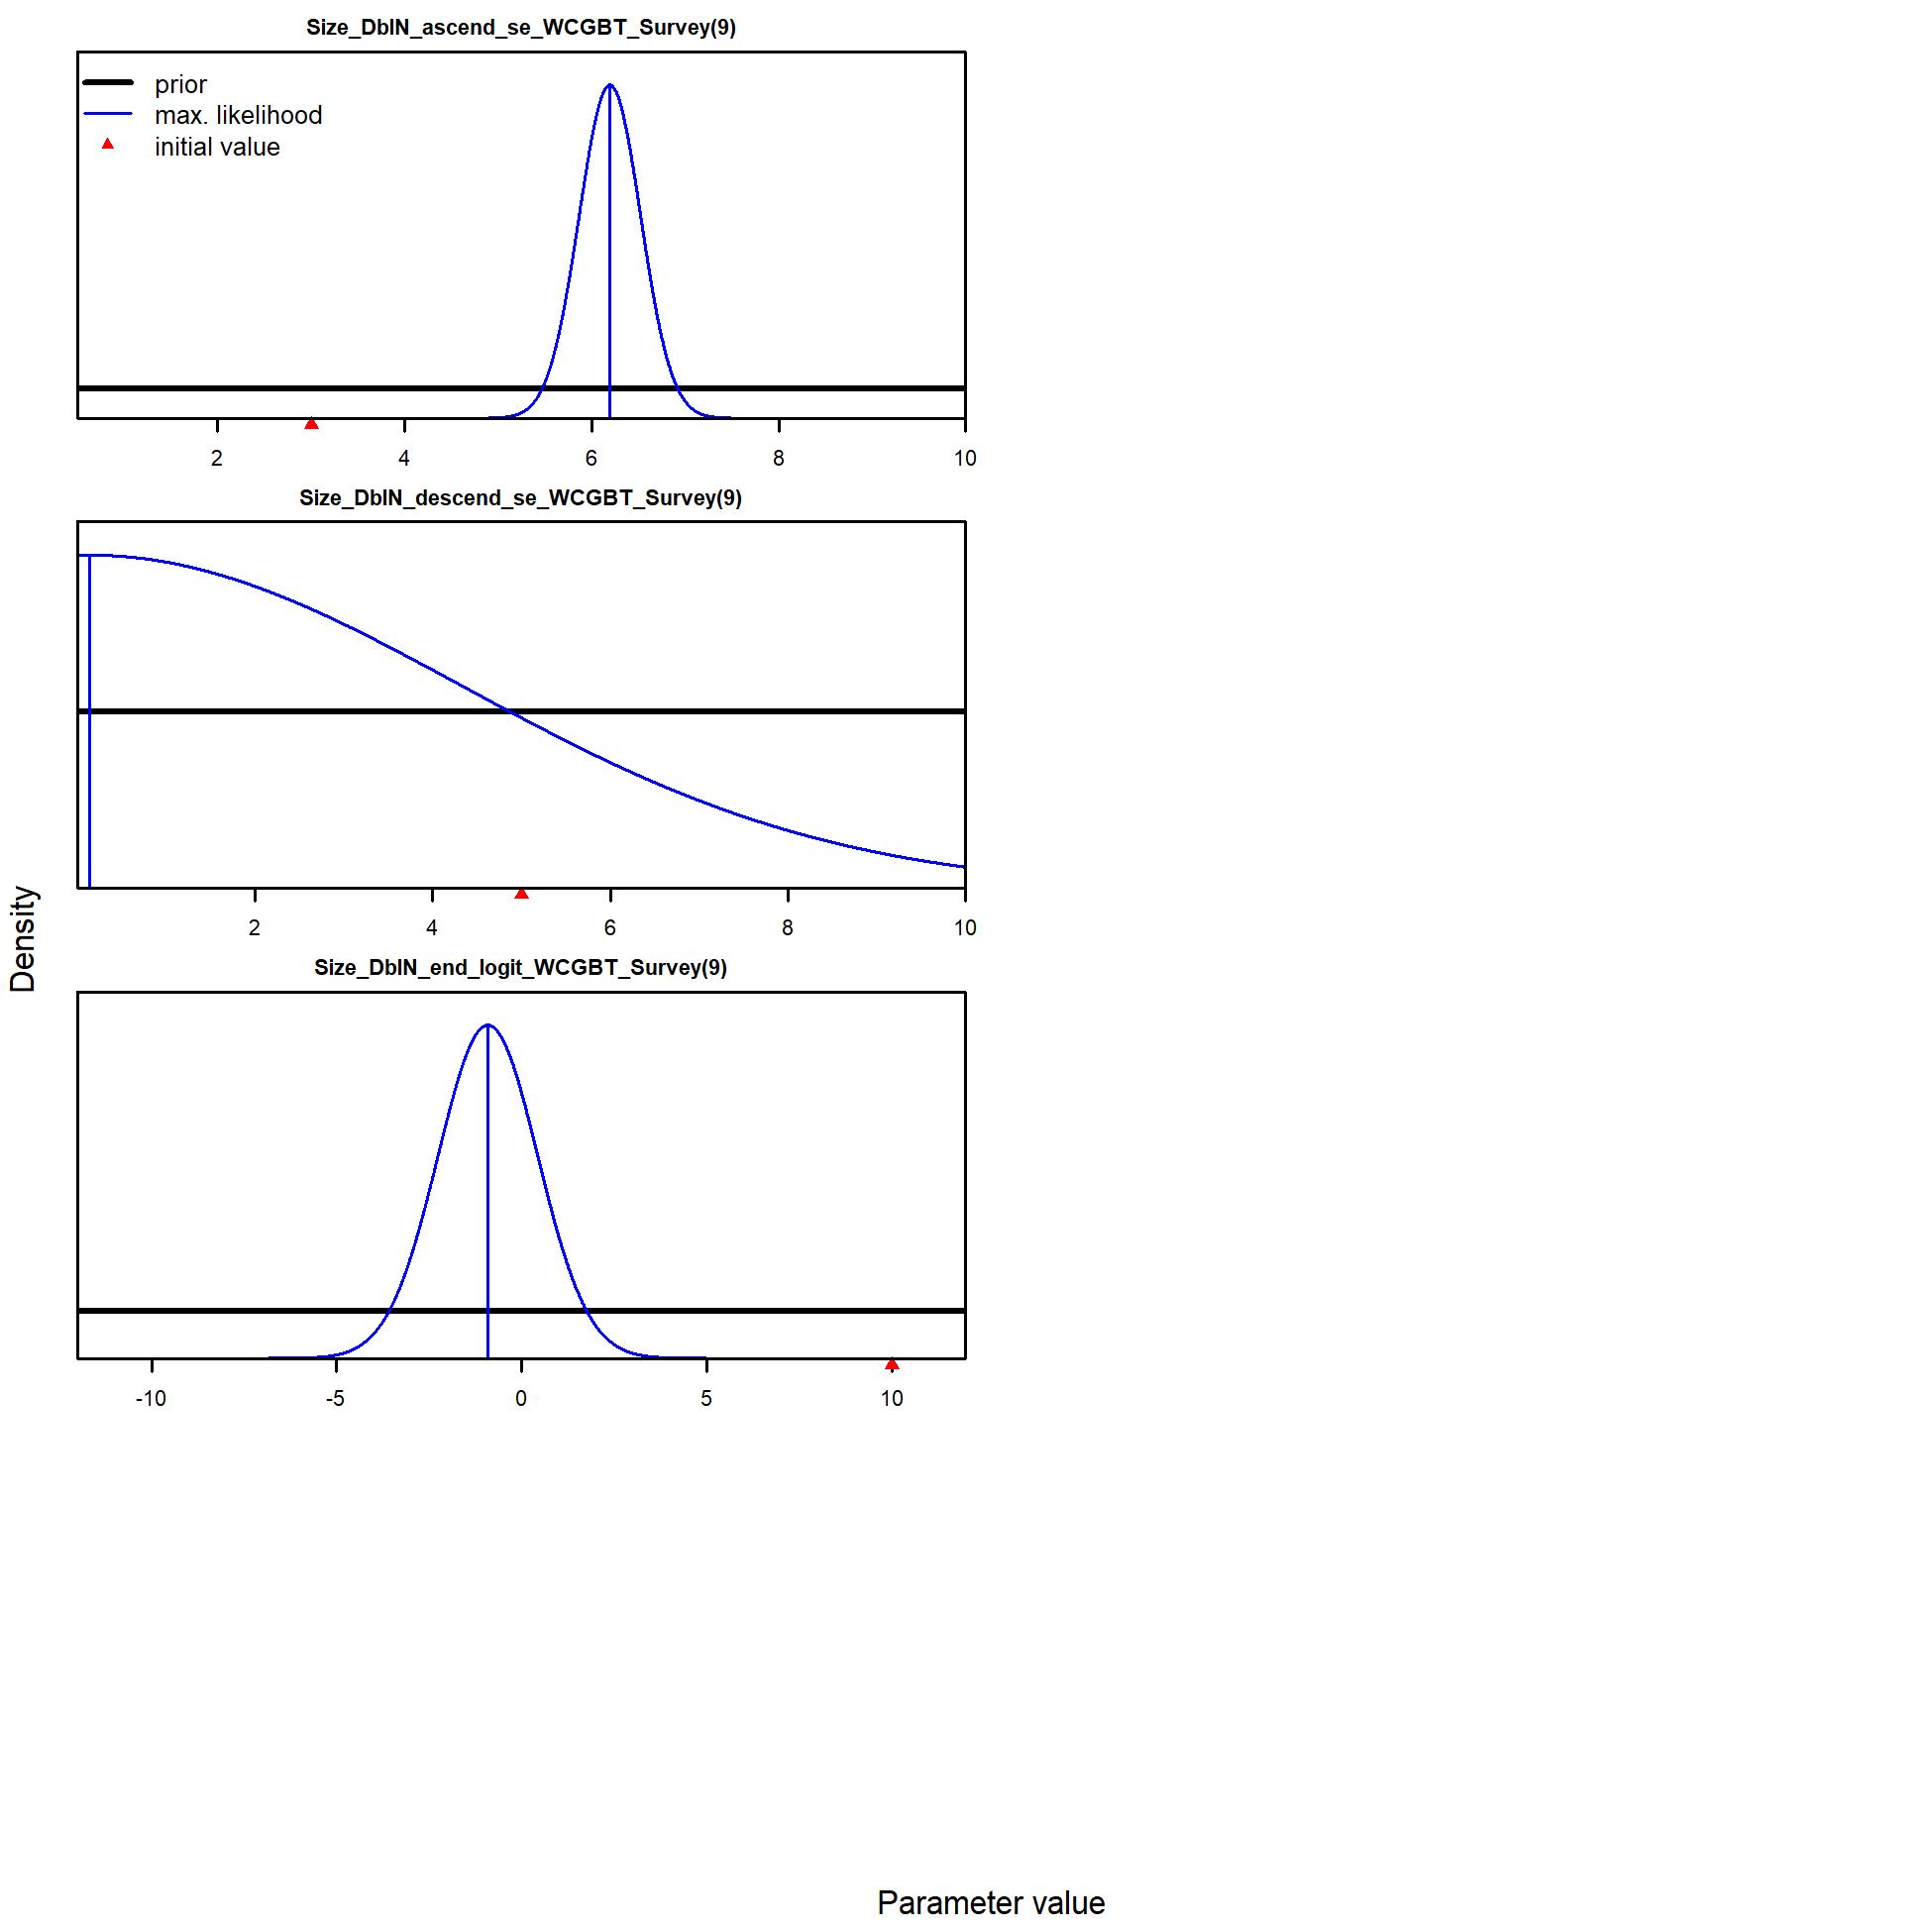 Size_DblN_ascend_se_WCGBT_Survey(9)
prior
max. likelihood
initial value
2 4 6 8 10
Size_DblN_descend_se_WCGBT_Survey(9)
2 4 6 8 10
Density
Size_DblN_end_logit_WCGBT_Survey(9)
-10 -5 0 5 10
Parameter value